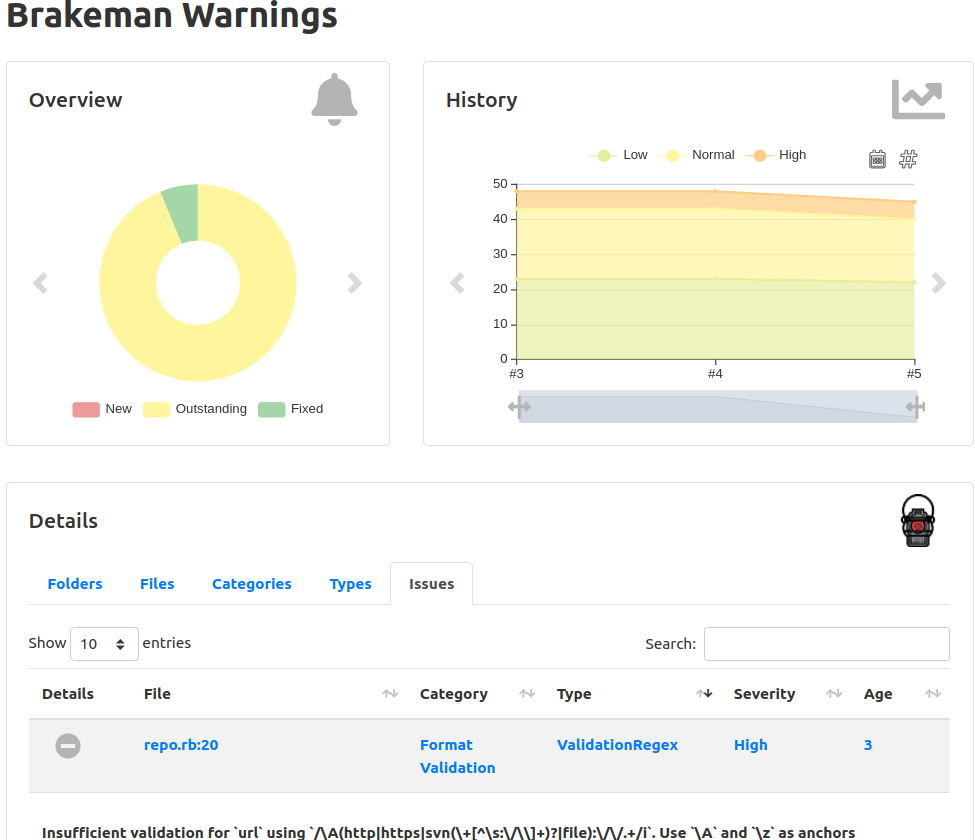 Brakeman Warnings
Overview
New Outstanding Fixed
History
Low Normal High
50
40
30
20
10
0
#3 #4 #5
Details
Folders Files Categories Types Issues
Show 10 entries Search:
Details File Category Type Severity Age
repo.rb:20 Format ValidationRegex High 3
Validation
Insufficient validation for `url` using `/\A(http|https|svn(\+[^\s:\/\\]+)?|file):\/\/.+/i`. Use `\A` and `\z` as anchors